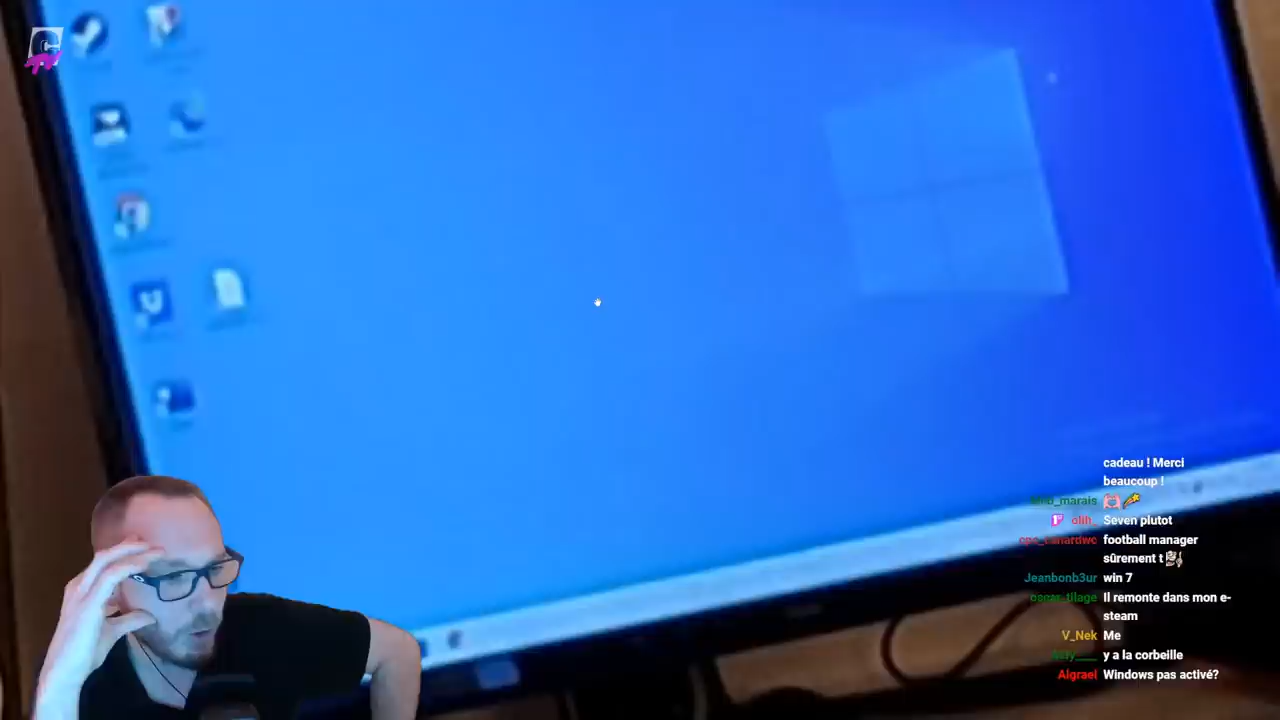 cadeau ! Merci
beaucoup !
Seven plutot
football manager
sûrement t
Jeanbonb3ur win 7
Il remonte dans mon e-
steam
V_Nek Me
y a la corbeille
Algrael Windows pas activé?